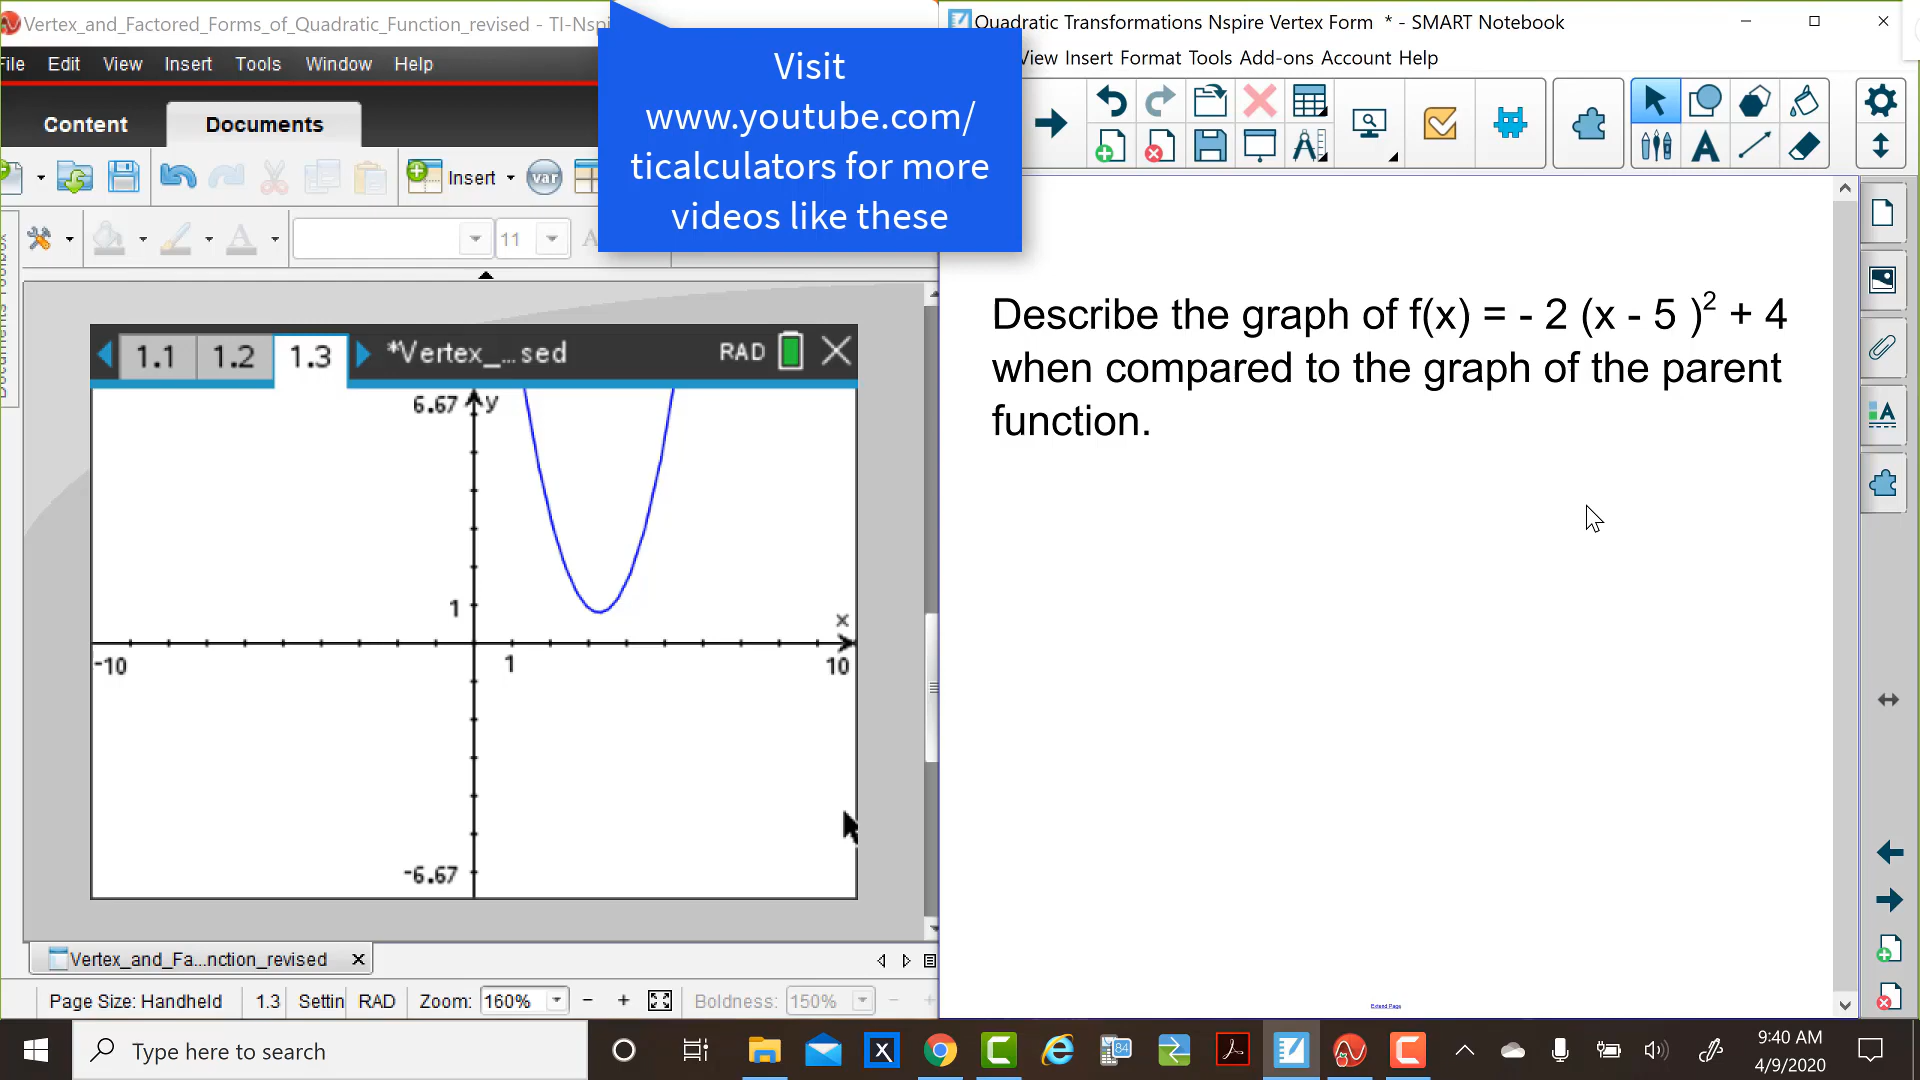 Vertex_and_Factored_Forms_of_Quadratic_Function_revised - TI-Nspi
File Edit View Insert Tools Window Help
Content Documents
Insert var
11
Visit
www.youtube.com/
ticalculators for more
videos like these
1.1 1.2 1.3 *Vertex_...sed RAD
6.67 y
1
x
-10 1 10
-6.67
Vertex_and_Fa...nction_revised
Page Size: Handheld 1.3 Settin RAD Zoom: 160% Boldness: 150%
Quadratic Transformations Nspire Vertex Form * - SMART Notebook
View Insert Format Tools Add-ons Account Help
Describe the graph of f(x) = - 2 (x - 5 )² + 4
when compared to the graph of the parent
function.
Extend Page
Type here to search
84
9:40 AM
4/9/2020